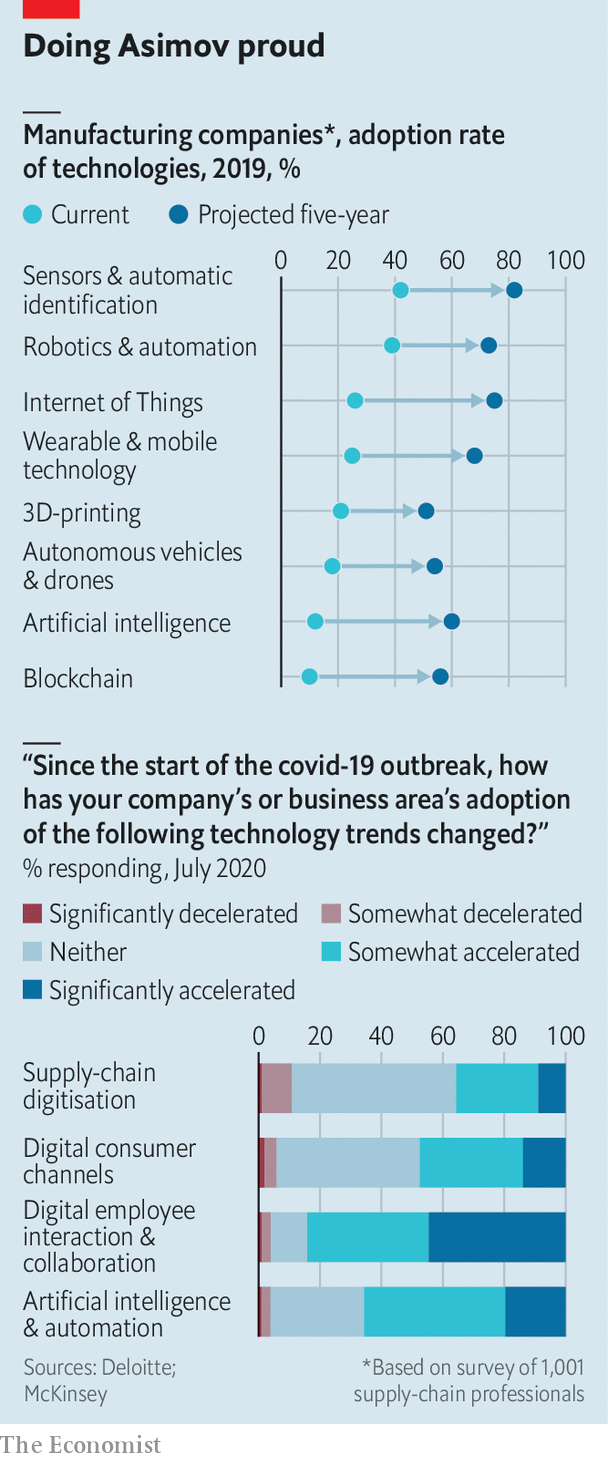 Doing Asimov proud
Manufacturing companies*, adoption rate
of technologies, 2019, %
Current
Projected five-year
0 20 40 60 80 100
Sensors & automatic
identification
Robotics & automation
Internet of Things
Wearable & mobile
technology
3D-printing
Autonomous vehicles
& drones
Artificial intelligence
Blockchain
“Since the start of the covid-19 outbreak, how
has your company’s or business area’s adoption
of the following technology trends changed?”
% responding, July 2020
Significantly decelerated
Somewhat decelerated
Neither
Somewhat accelerated
Significantly accelerated
0 20 40 60 80 100
Supply-chain
digitisation
Digital consumer
channels
Digital employee
interaction &
collaboration
Artificial intelligence
& automation
Sources: Deloitte;
McKinsey
*Based on survey of 1,001
supply-chain professionals
The Economist